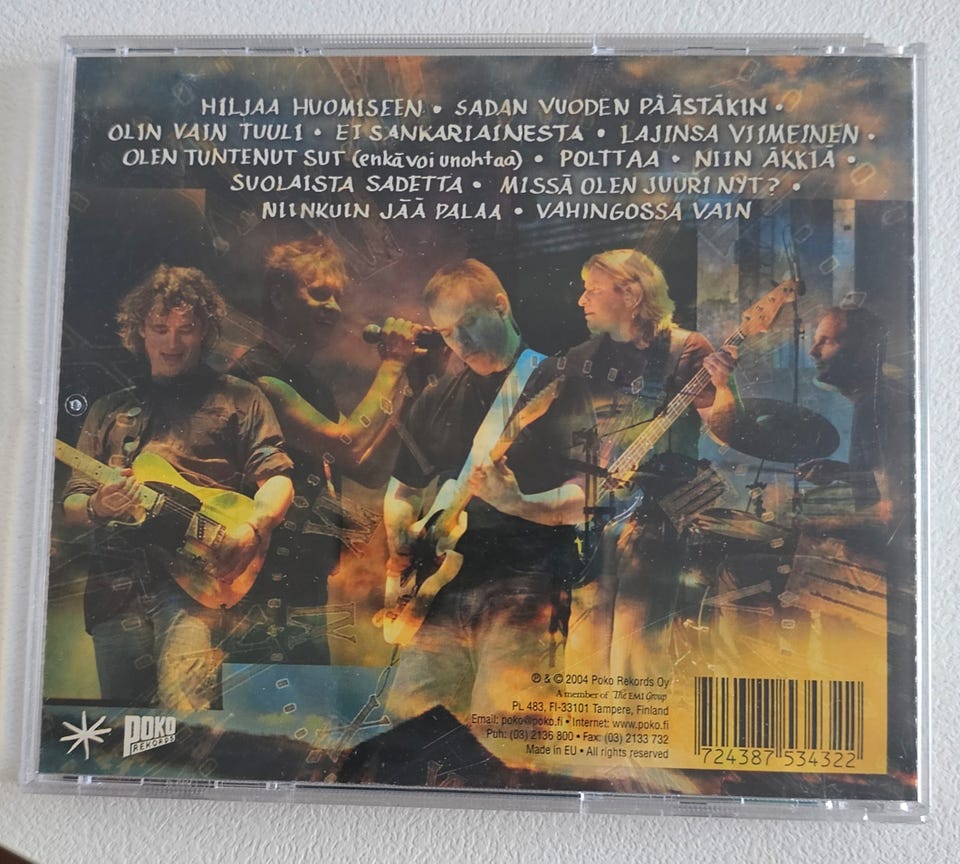 HILJAA HUOMISEEN • SADAN VUODEN PÄÄSTÄKIN •
OLIN VAIN TUULI • EI SANKARIAINESTA • LAJINSA VIIMEINEN •
OLEN TUNTENUT SUT (enkä voi unohtaa) • POLTTAA • NIIN ÄKKIÄ •
SUOLAISTA SADETTA • MISSÄ OLEN JUURI NYT? •
NIINKUIN JÄÄ PALAA • VAHINGOSSA VAIN
℗ & © 2004 Poko Rekords Oy
A member of The EMI Group
PL 483, FI-33101 Tampere, Finland
Email: poko@poko.fi • Internet: www.poko.fi
Puh: (03) 2136 800 • Fax: (03) 2133 732
Made in EU • All rights reserved
POKO
REKORDS
724387 534322